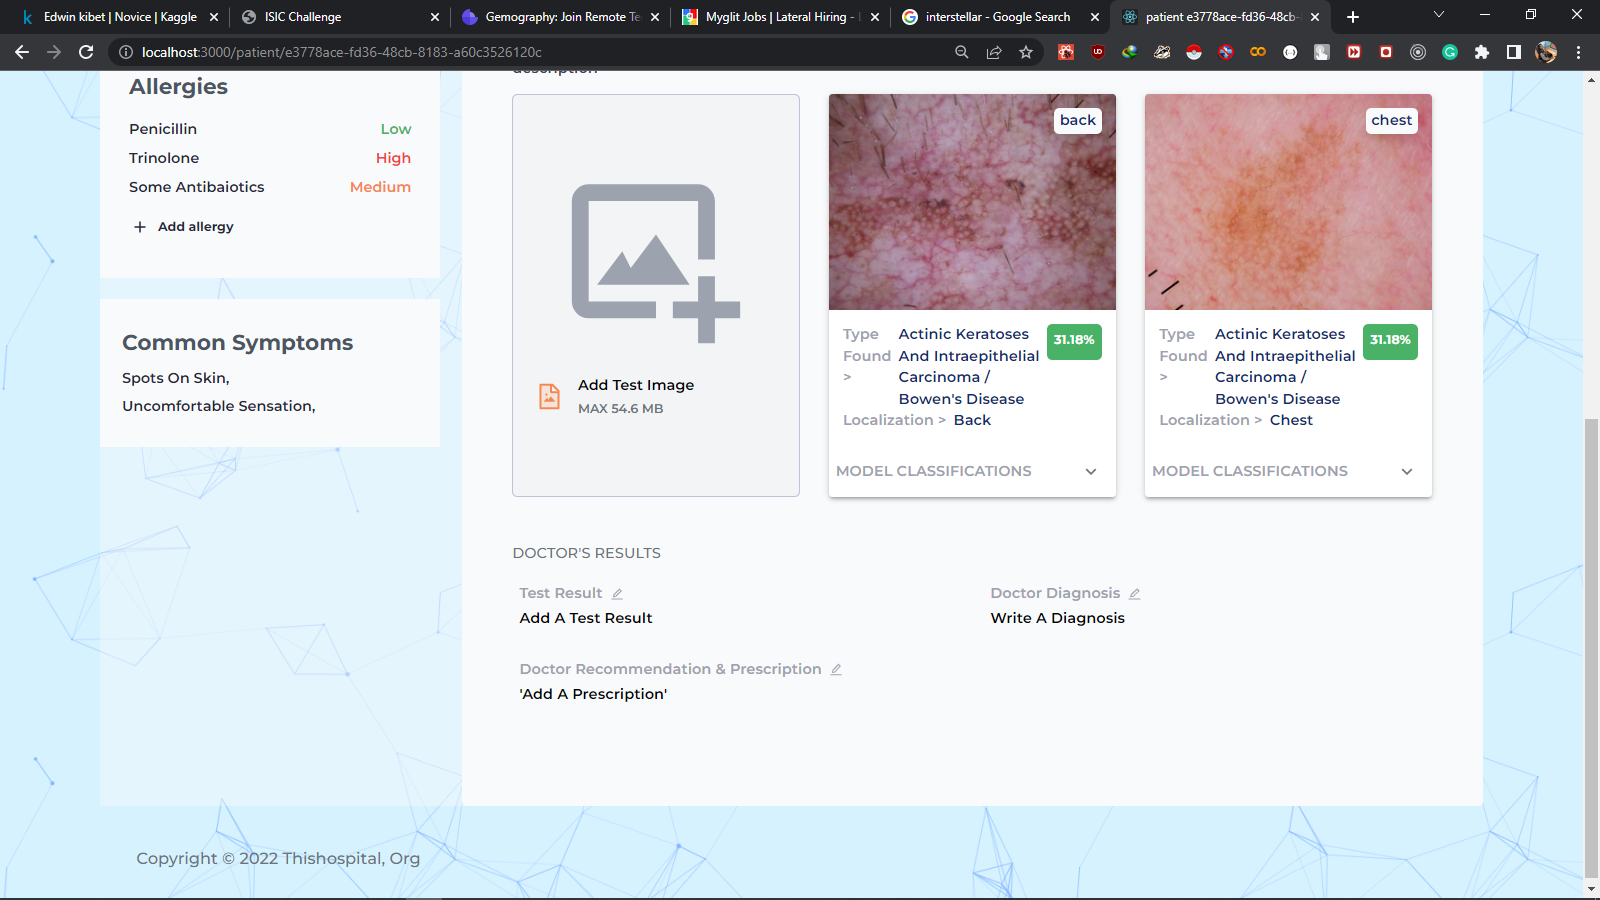 Edwin kibet | Novice | Kaggle
ISIC Challenge
Gemography: Join Remote Te
Myglit Jobs | Lateral Hiring -
interstellar - Google Search
patient e3778ace-fd36-48cb-
localhost:3000/patient/e3778ace-fd36-48cb-8183-a60c3526120c
Allergies
Penicillin Low
Trinolone High
Some Antibaiotics Medium
+ Add allergy
Common Symptoms
Spots On Skin,
Uncomfortable Sensation,
description
Add Test Image
MAX 54.6 MB
back
Type Found > Actinic Keratoses And Intraepithelial Carcinoma / Bowen's Disease
31.18%
Localization > Back
MODEL CLASSIFICATIONS
chest
Type Found > Actinic Keratoses And Intraepithelial Carcinoma / Bowen's Disease
31.18%
Localization > Chest
MODEL CLASSIFICATIONS
DOCTOR'S RESULTS
Test Result
Add A Test Result
Doctor Diagnosis
Write A Diagnosis
Doctor Recommendation & Prescription
'Add A Prescription'
Copyright © 2022 Thishospital, Org